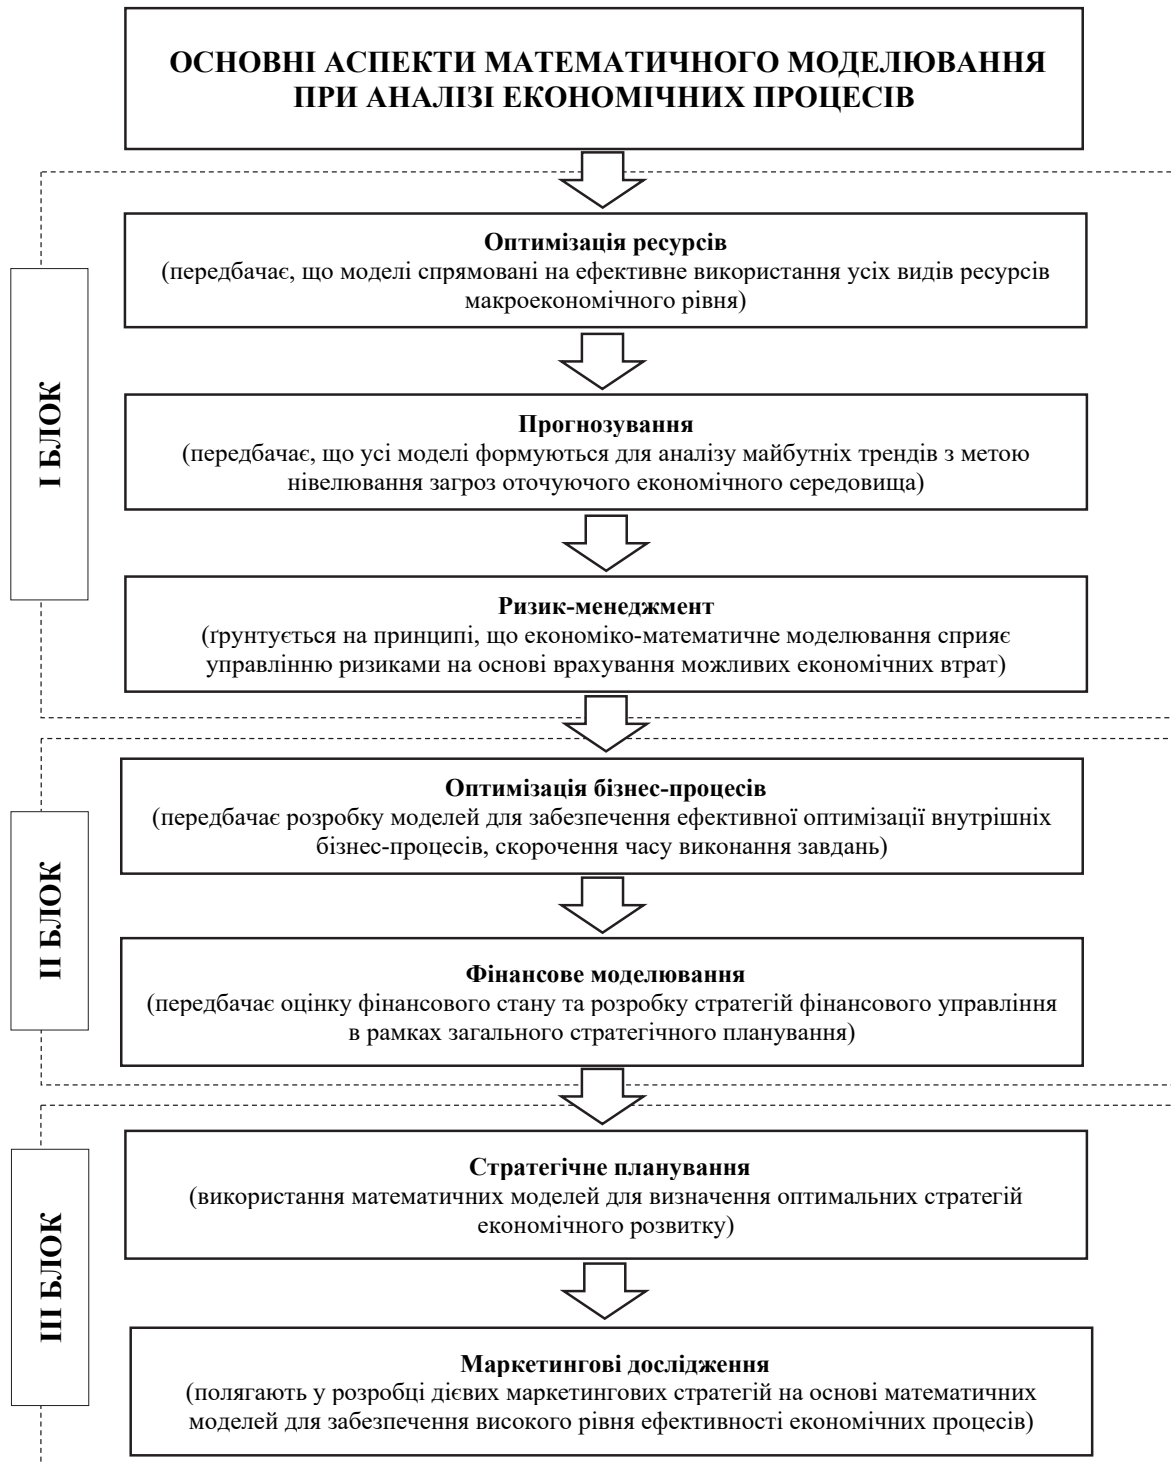 ОСНОВНІ АСПЕКТИ МАТЕМАТИЧНОГО МОДЕЛЮВАННЯ
ПРИ АНАЛІЗІ ЕКОНОМІЧНИХ ПРОЦЕСІВ
І БЛОК
Оптимізація ресурсів
(передбачає, що моделі спрямовані на ефективне використання усіх видів ресурсів
макроекономічного рівня)
Прогнозування
(передбачає, що усі моделі формуються для аналізу майбутніх трендів з метою
нівелювання загроз оточуючого економічного середовища)
Ризик-менеджмент
(ґрунтується на принципі, що економіко-математичне моделювання сприяє
управлінню ризиками на основі врахування можливих економічних втрат)
ІІ БЛОК
Оптимізація бізнес-процесів
(передбачає розробку моделей для забезпечення ефективної оптимізації внутрішніх
бізнес-процесів, скорочення часу виконання завдань)
Фінансове моделювання
(передбачає оцінку фінансового стану та розробку стратегій фінансового управління
в рамках загального стратегічного планування)
ІІІ БЛОК
Стратегічне планування
(використання математичних моделей для визначення оптимальних стратегій
економічного розвитку)
Маркетингові дослідження
(полягають у розробці дієвих маркетингових стратегій на основі математичних
моделей для забезпечення високого рівня ефективності економічних процесів)